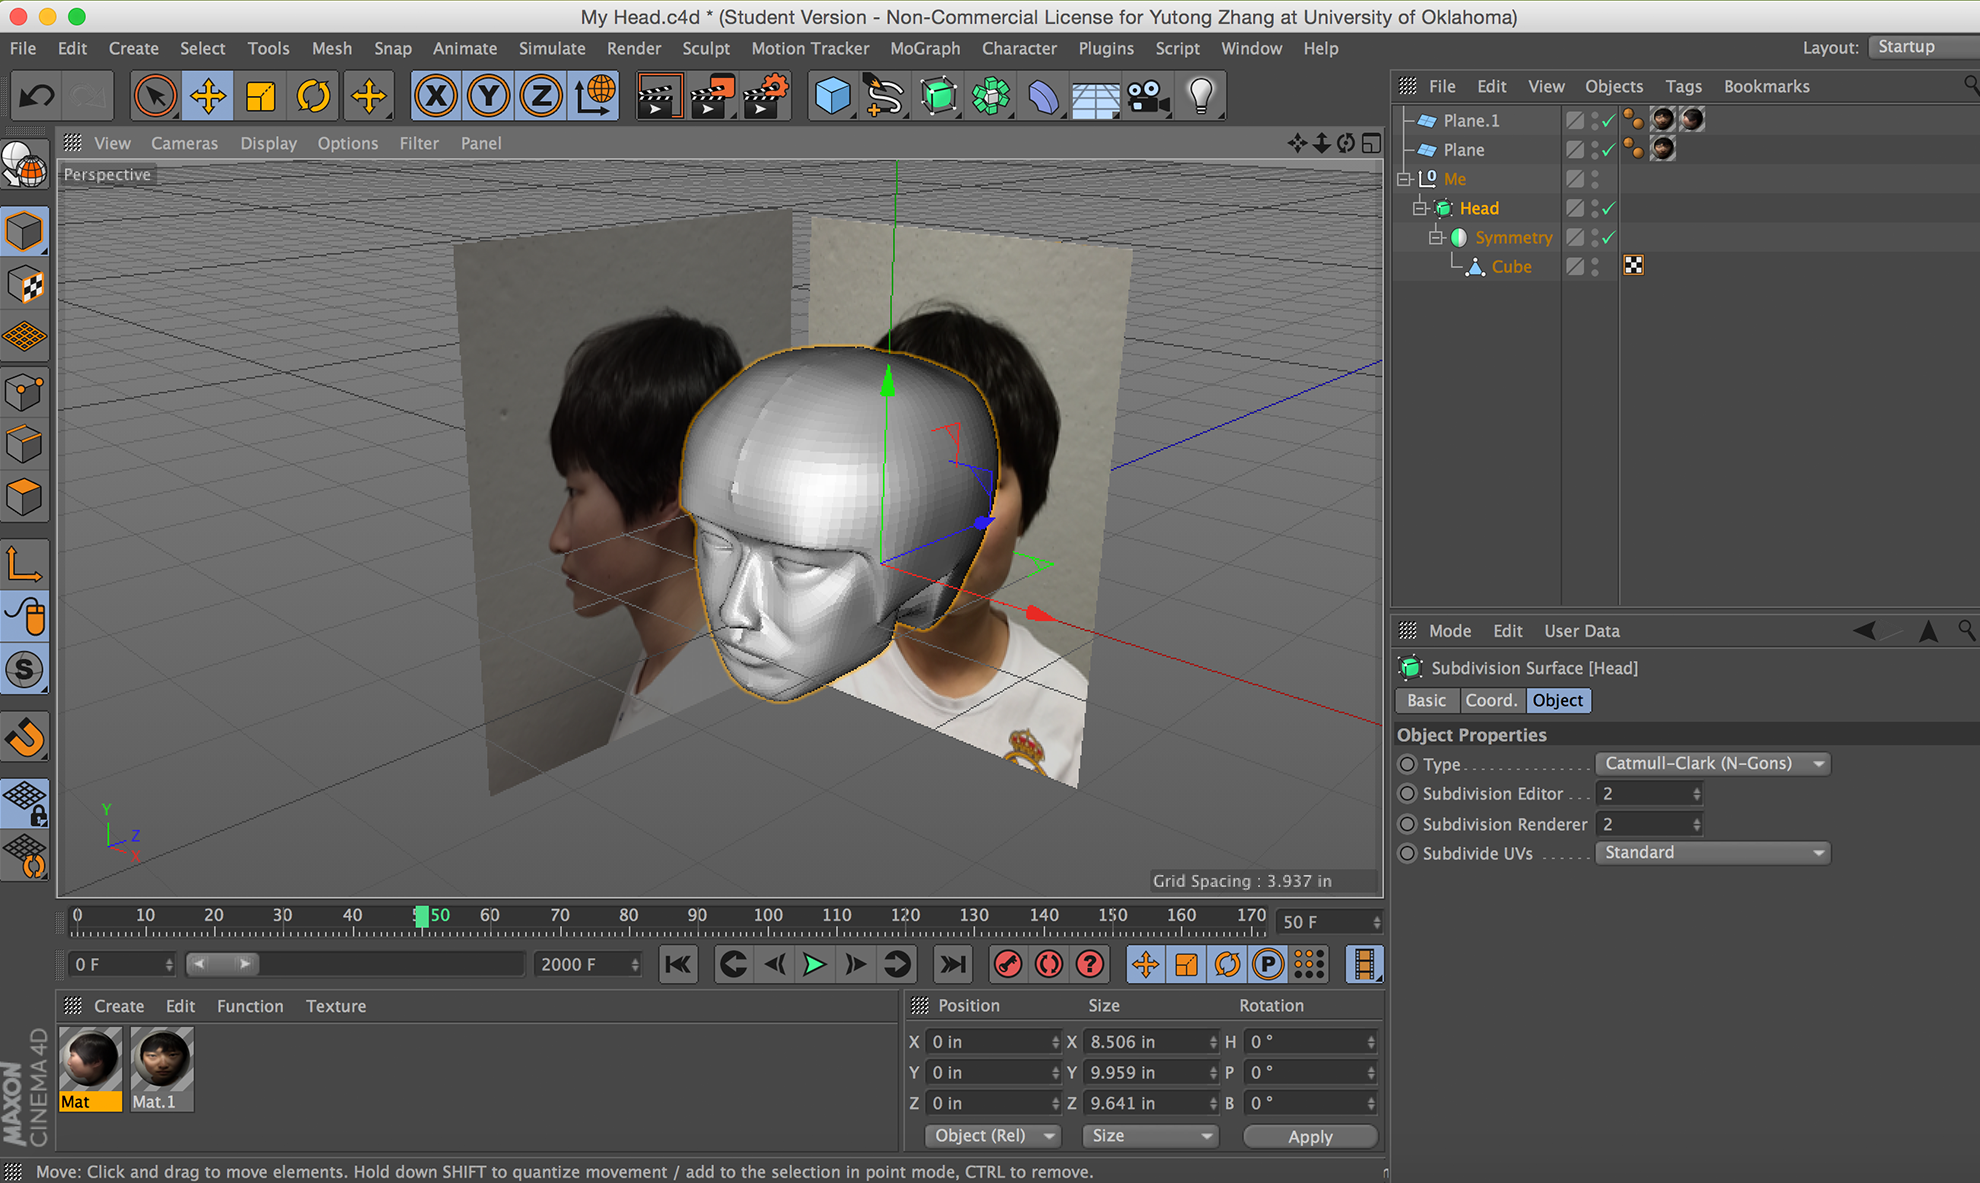 My Head.c4d * (Student Version - Non-Commercial License for Yutong Zhang at University of Oklahoma)
File Edit Create Select Tools Mesh Snap Animate Simulate Render Sculpt Motion Tracker MoGraph Character Plugins Script Window Help Layout: Startup
X Y Z
File Edit View Objects Tags Bookmarks
View Cameras Display Options Filter Panel
Perspective
Plane.1
Plane
0 Me
Head
Symmetry
Cube
S
Mode Edit User Data
Subdivision Surface [Head]
Basic Coord. Object
Object Properties
Type Catmull-Clark (N-Gons)
Subdivision Editor 2
Subdivision Renderer 2
Subdivide UVs Standard
Y
Z
X
Grid Spacing : 3.937 in
0 10 20 30 40 50 60 70 80 90 100 110 120 130 140 150 160 170 50 F
0 F 2000 F ? P
Create Edit Function Texture
Mat Mat.1
Position Size Rotation
X 0 in X 8.506 in H 0 °
Y 0 in Y 9.959 in P 0 °
Z 0 in Z 9.641 in B 0 °
Object (Rel) Size Apply
MAXON
CINEMA 4D
Move: Click and drag to move elements. Hold down SHIFT to quantize movement / add to the selection in point mode, CTRL to remove.